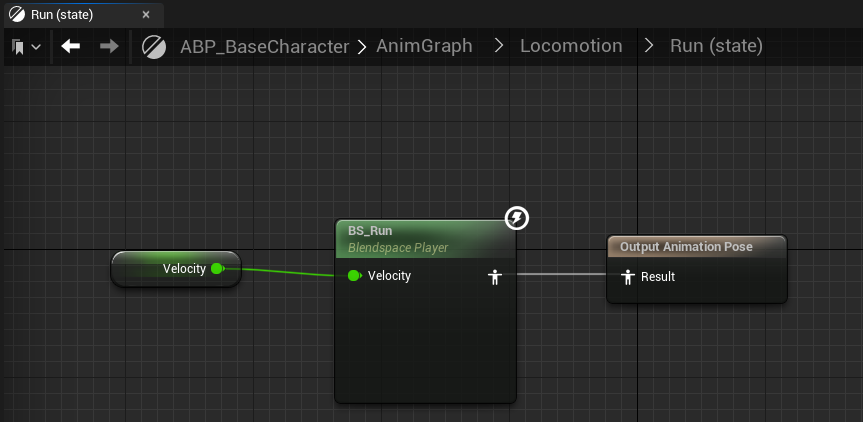 Run (state)
ABP_BaseCharacter > AnimGraph > Locomotion > Run (state)
BS_Run
Blendspace Player
Output Animation Pose
Velocity
Velocity
Result